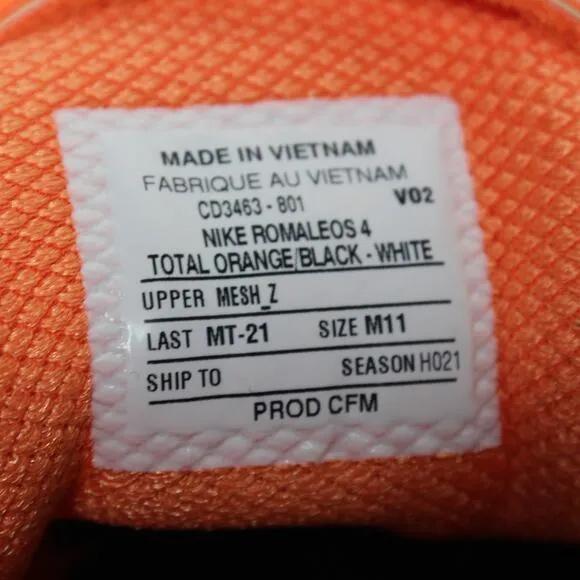 MADE IN VIETNAM
FABRIQUE AU VIETNAM
CD3463 - 801 V02
NIKE ROMALEOS 4
TOTAL ORANGE/BLACK - WHITE
UPPER MESH_Z
LAST MT-21 SIZE M11
SHIP TO SEASON HO21
PROD CFM